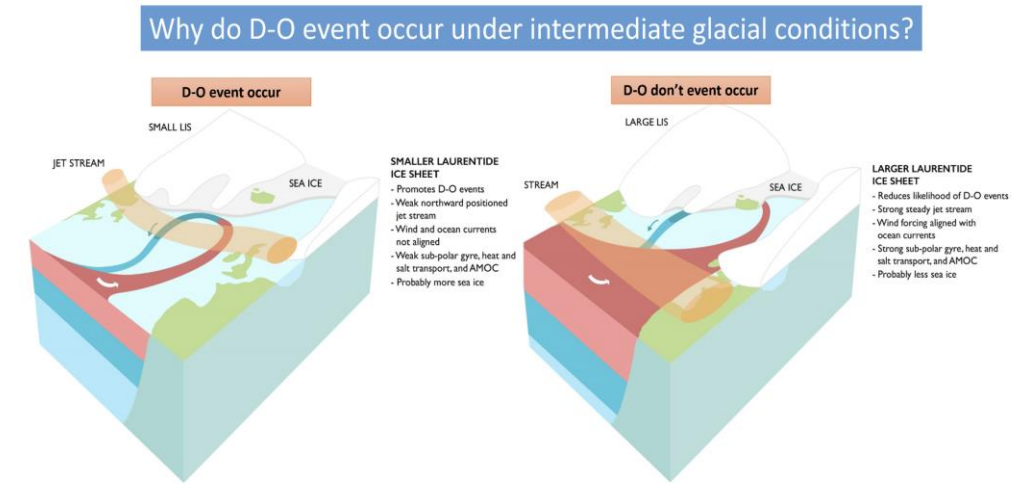 Why do D-O event occur under intermediate glacial conditions?
D-O event occur
SMALL LIS
JET STREAM
SEA ICE
SMALLER LAURENTIDE
ICE SHEET
- Promotes D-O events
- Weak northward positioned
jet stream
- Wind and ocean currents
not aligned
- Weak sub-polar gyre, heat and
salt transport, and AMOC
- Probably more sea ice
D-O don't event occur
LARGE LIS
STREAM
SEA ICE
LARGER LAURENTIDE
ICE SHEET
- Reduces likelihood of D-O events
- Strong steady jet stream
- Wind forcing aligned with
ocean currents
- Strong sub-polar gyre, heat and
salt transport, and AMOC
- Probably less sea ice